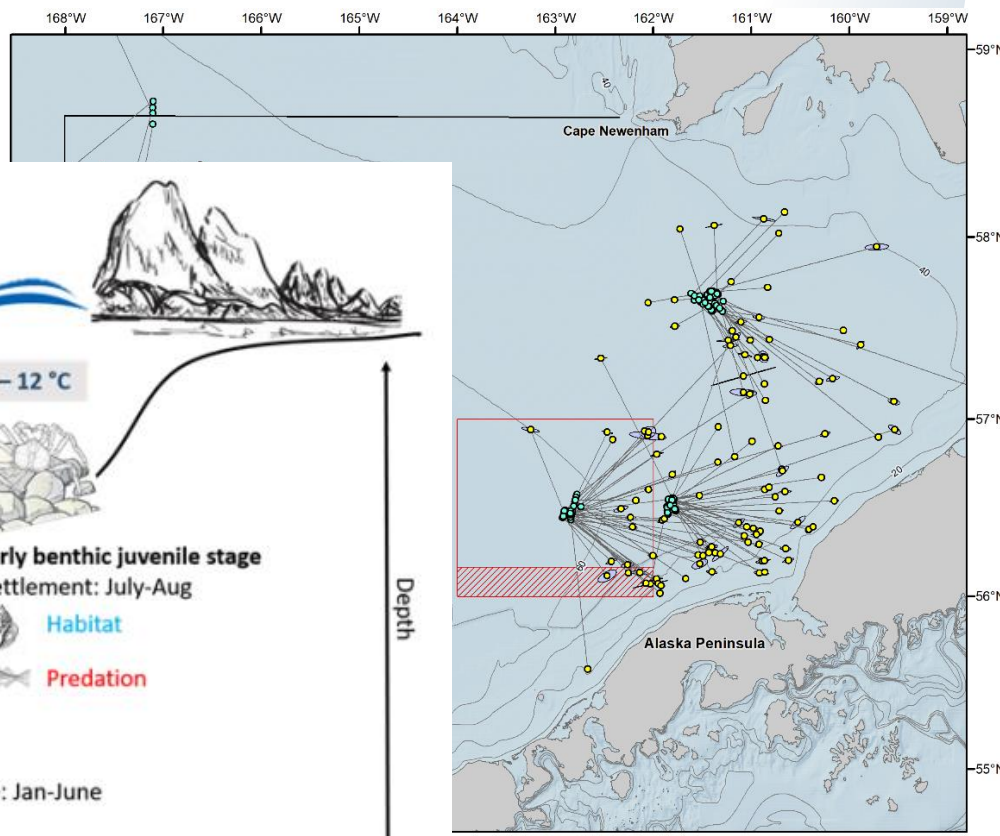 168°W 167°W 166°W 165°W 164°W 163°W 162°W 161°W 160°W 159°W
59°N
40
Cape Newenham
58°N
40
– 12 °C
57°N
20
rly benthic juvenile stage
ettlement: July-Aug
60
56°N
Habitat
Depth
Alaska Peninsula
Predation
55°N
: Jan-June